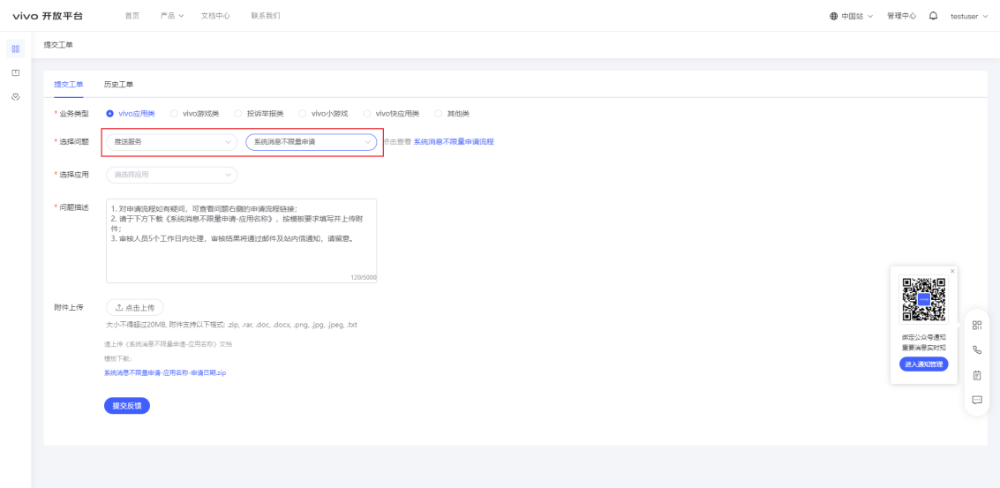 vivo 开放平台
首页 产品 文档中心 联系我们
中国站 管理中心 testuser
提交工单
提交工单 历史工单
* 业务类型 vivo应用类 vivo游戏类 投诉举报类 vivo小游戏 vivo快应用类 其他类
* 选择问题 推送服务 系统消息不限量申请 点击查看 系统消息不限量申请流程
* 选择应用 请选择应用
* 问题描述
1. 对申请流程如有疑问，可查看问题右侧的申请流程链接；
2. 请于下方下载《系统消息不限量申请-应用名称》，按模板要求填写并上传附
件；
3. 审核人员5个工作日内处理，审核结果将通过邮件及站内信通知，请留意。
120/5000
附件上传 点击上传
大小不得超过20MB, 附件支持以下格式: .zip, .rar, .doc, .docx, .png, .jpg, .jpeg, .txt
请上传《系统消息不限量申请-应用名称》文档
模板下载:
系统消息不限量申请-应用名称-申请日期.zip
提交反馈
绑定公众号通知
重要消息实时知
进入通知管理